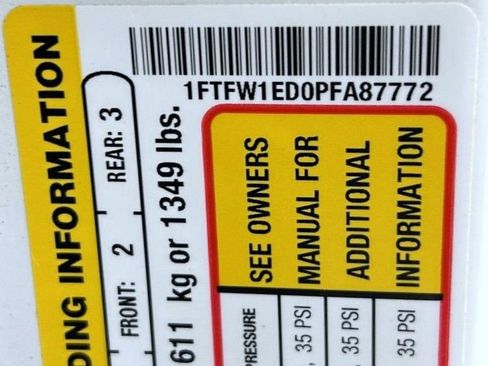 1FTFW1ED0PFA87772
DING INFORMATION
FRONT: 2 REAR: 3
611 kg or 1349 lbs.
SEE OWNERS
MANUAL FOR
ADDITIONAL
INFORMATION
PRESSURE
, 35 PSI
, 35 PSI
, 35 PSI